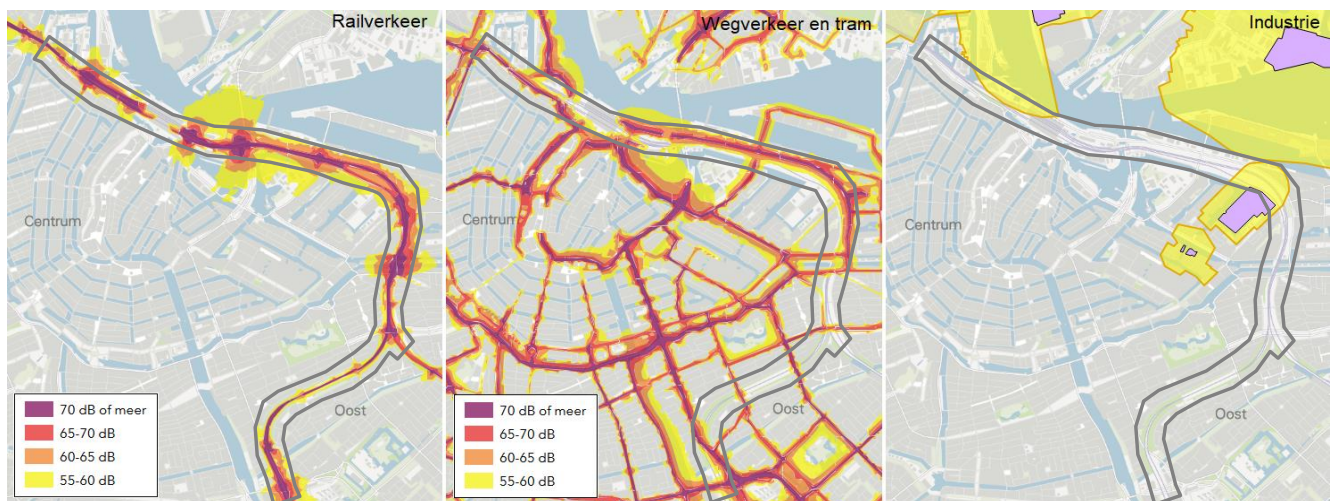 Railverkeer
Centrum
Oost
70 dB of meer
65-70 dB
60-65 dB
55-60 dB
Wegverkeer en tram
Centrum
Oost
70 dB of meer
65-70 dB
60-65 dB
55-60 dB
Industrie
Centrum
Oost